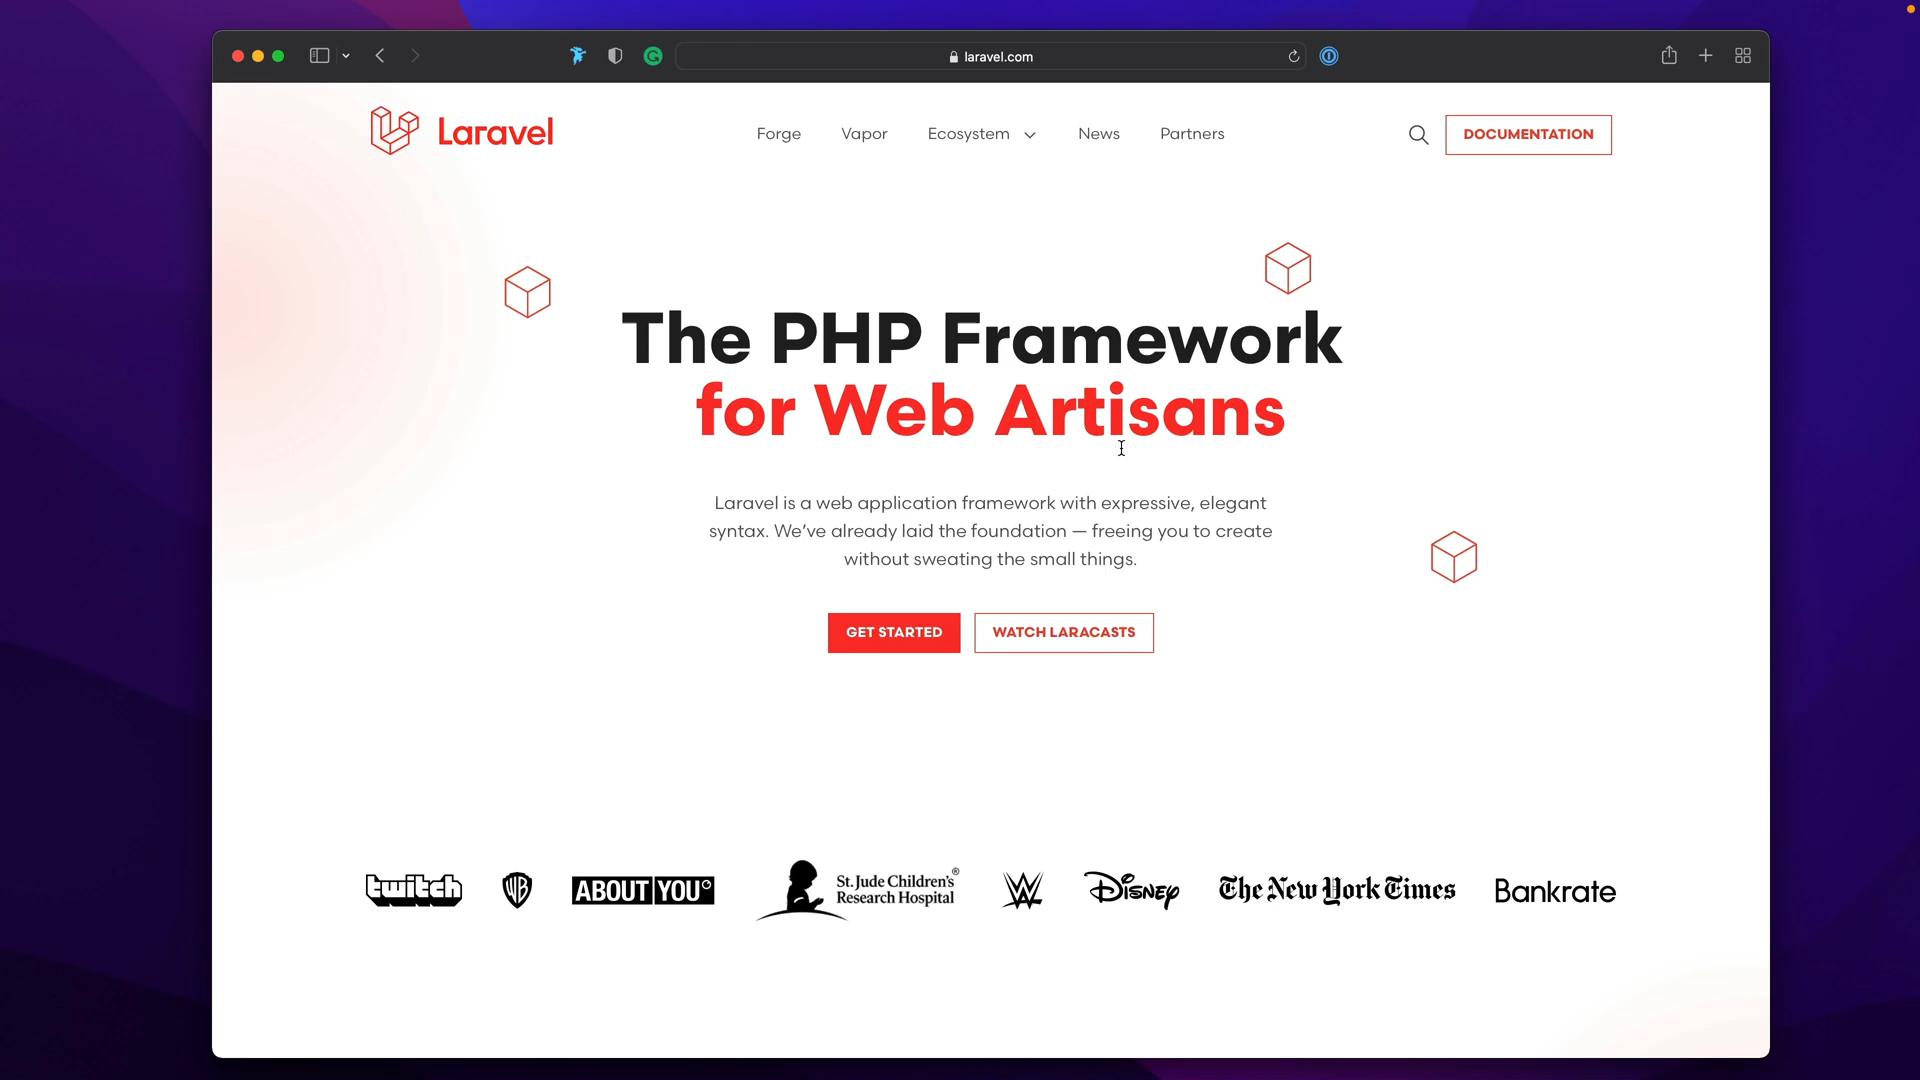 laravel.com
Laravel
Forge
Vapor
Ecosystem
News
Partners
DOCUMENTATION
The PHP Framework
for Web Artisans
Laravel is a web application framework with expressive, elegant
syntax. We’ve already laid the foundation — freeing you to create
without sweating the small things.
GET STARTED
WATCH LARACASTS
twitch
WB
ABOUT YOU
St. Jude Children's®
Research Hospital
W
Disney
The New York Times
Bankrate